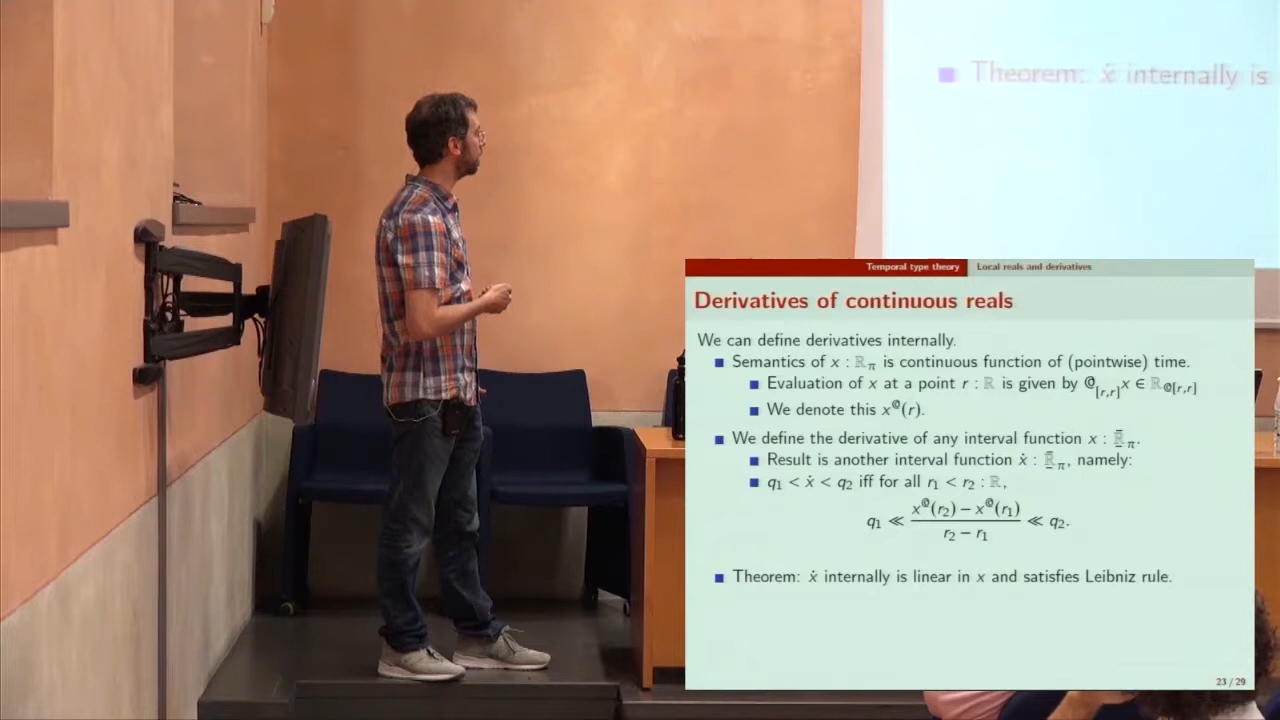 Theorem: ẋ internally is
Temporal type theory Local reals and derivatives
Derivatives of continuous reals
We can define derivatives internally.
Semantics of x : ℝ_π is continuous function of (pointwise) time.
Evaluation of x at a point r : ℝ is given by @_[r,r] x ∈ ℝ_@[r,r]
We denote this x^@(r).
We define the derivative of any interval function x : ℝ̲̄_π.
Result is another interval function ẋ : ℝ̲̄_π, namely:
q₁ < ẋ < q₂ iff for all r₁ < r₂ : ℝ,
q₁ ≪ (x^@(r₂) − x^@(r₁)) / (r₂ − r₁) ≪ q₂.
Theorem: ẋ internally is linear in x and satisfies Leibniz rule.
23 / 29